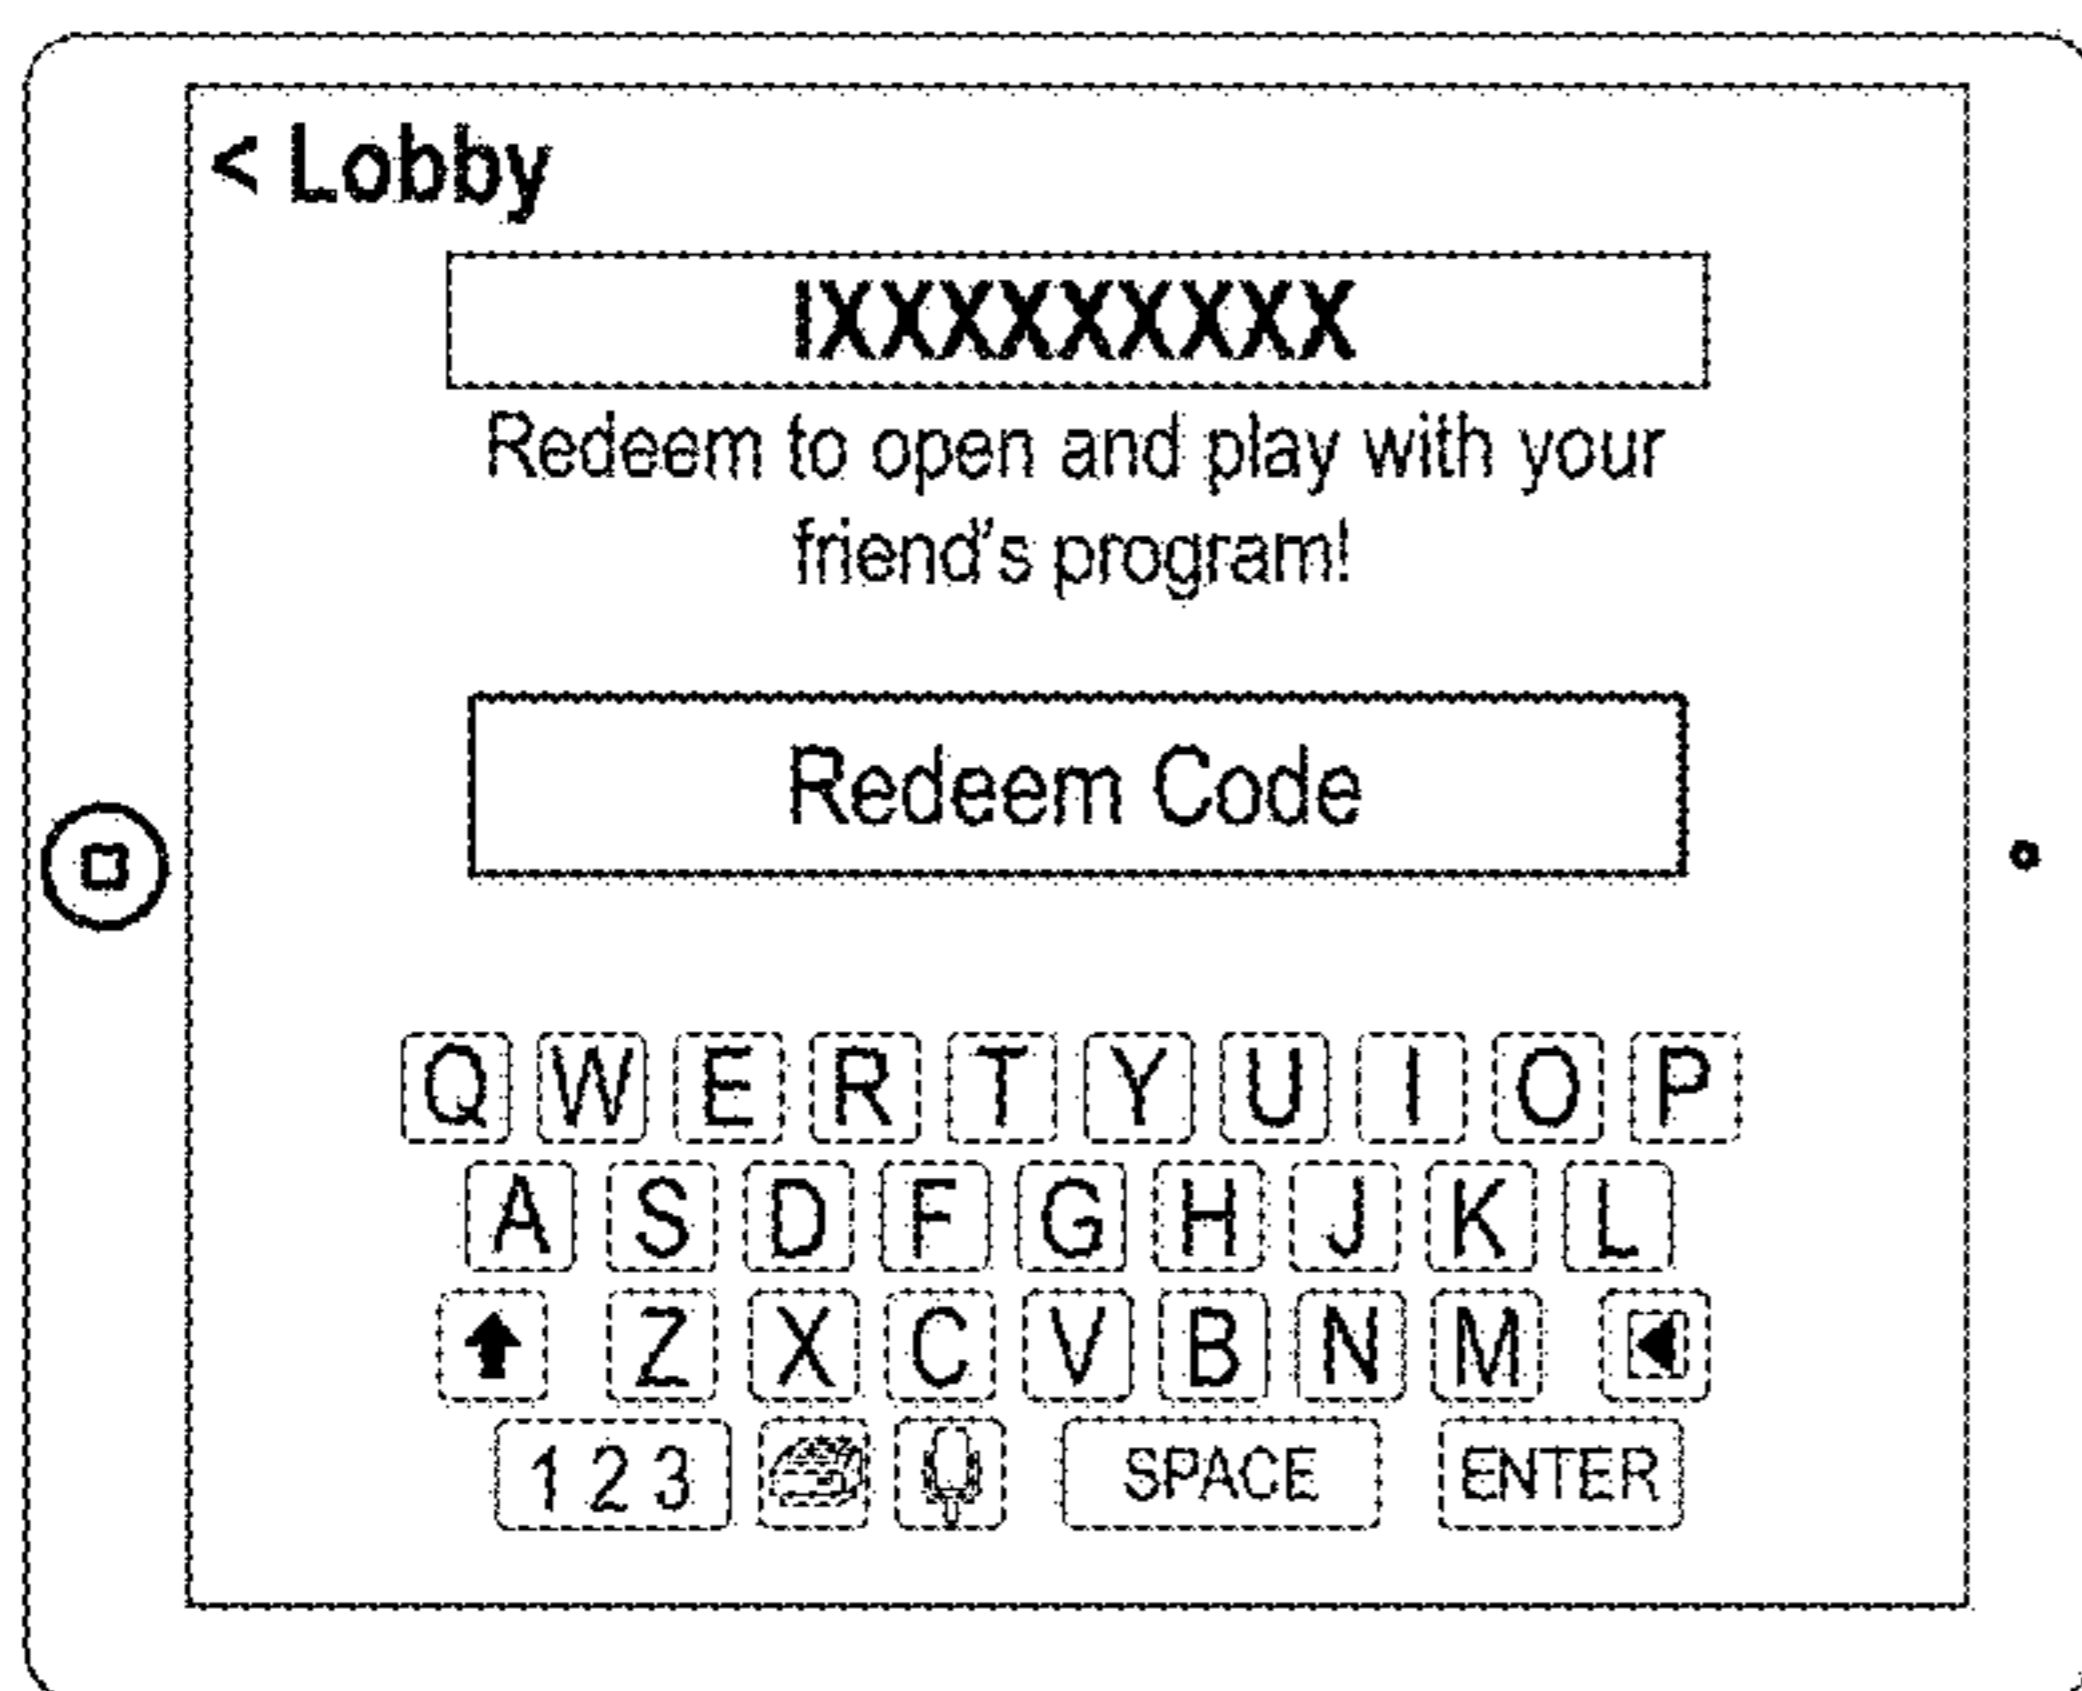 < Lobby
IXXXXXXXXX
Redeem to open and play with your
friend's program!
Redeem Code
Q W E R T Y U I O P
A S D F G H J K L
Z X C V B N M
1 2 3 SPACE ENTER